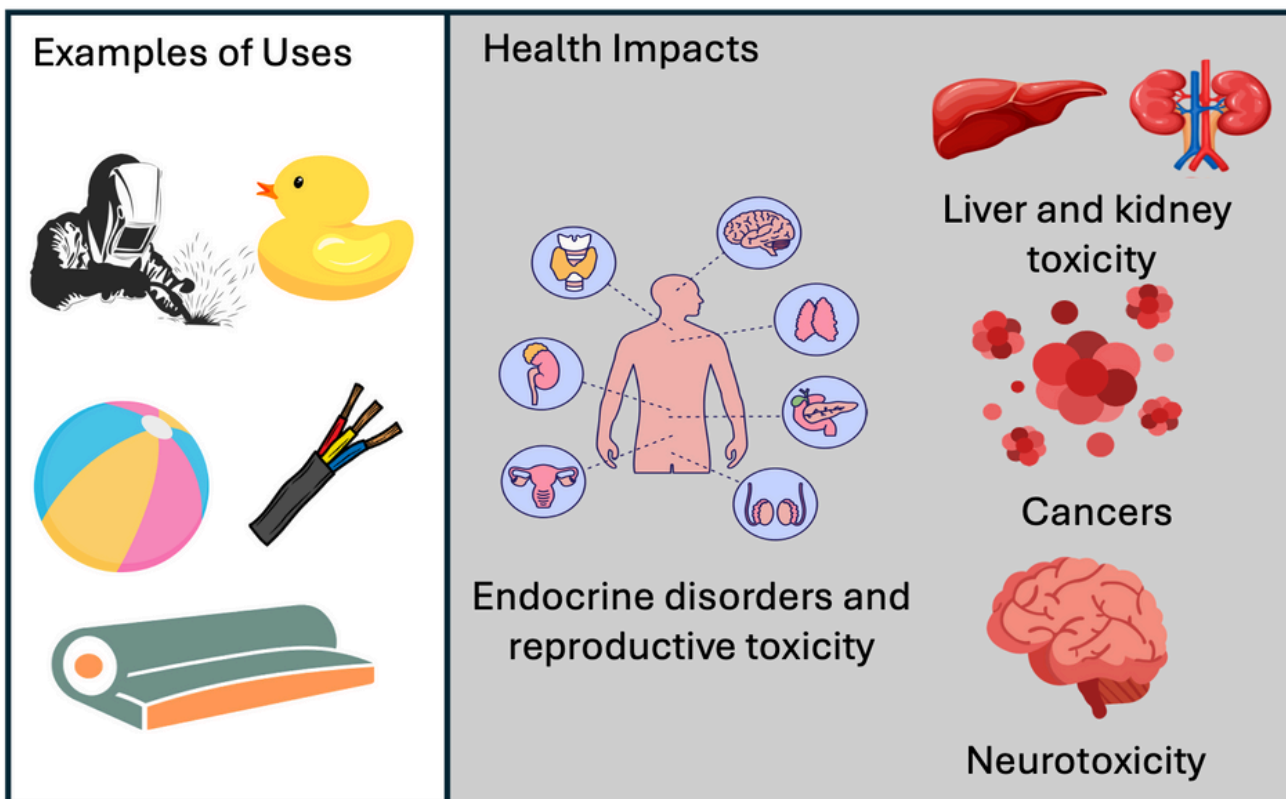 Examples of Uses
Health Impacts
Liver and kidney
toxicity
Cancers
Endocrine disorders and
reproductive toxicity
Neurotoxicity